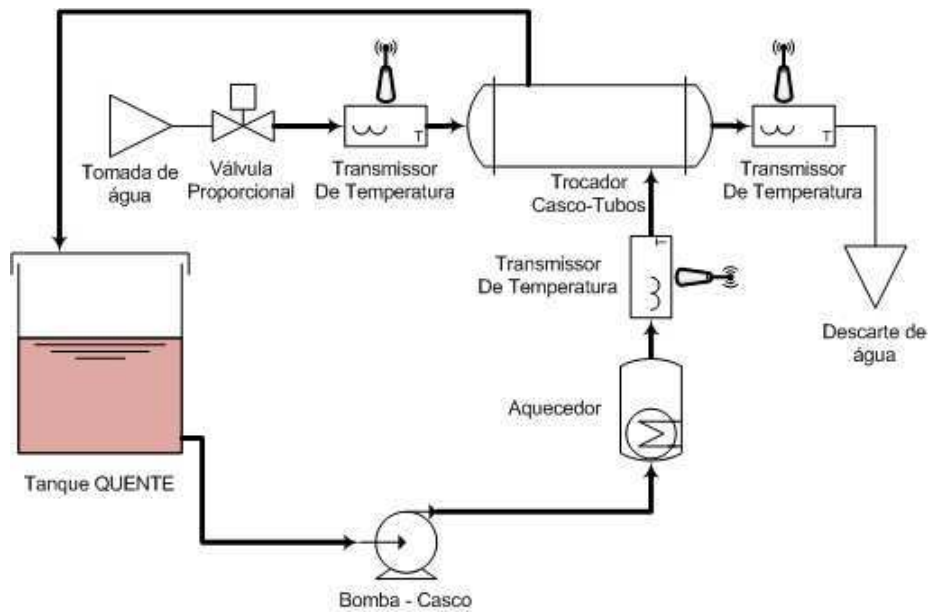 Tomada de
água
Válvula
Proporcional
T
Transmissor
De Temperatura
Trocador
Casco-Tubos
T
Transmissor
De Temperatura
T
Transmissor
De Temperatura
Descarte de
água
Aquecedor
Tanque QUENTE
Bomba - Casco